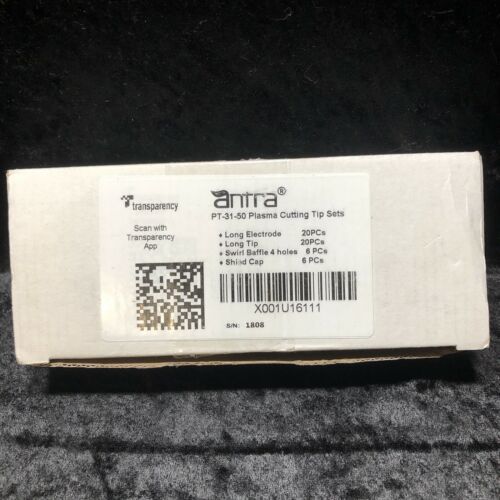 transparency
Scan with
Transparency
App
antra®
PT-31-50 Plasma Cutting Tip Sets
♦ Long Electrode 20PCs
♦ Long Tip 20PCs
♦ Swirl Baffle 4 holes 6 PCs
♦ Shield Cap 6 PCs
X001U16111
S/N: 1808